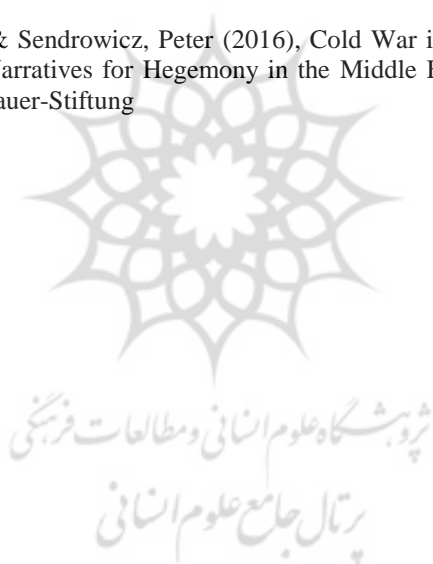 & Sendrowicz, Peter (2016), Cold War i
arratives for Hegemony in the Middle E
auer-Stiftung
پژوهشگاه علوم انسانی و مطالعات فرهنگی
پرتال جامع علوم انسانی